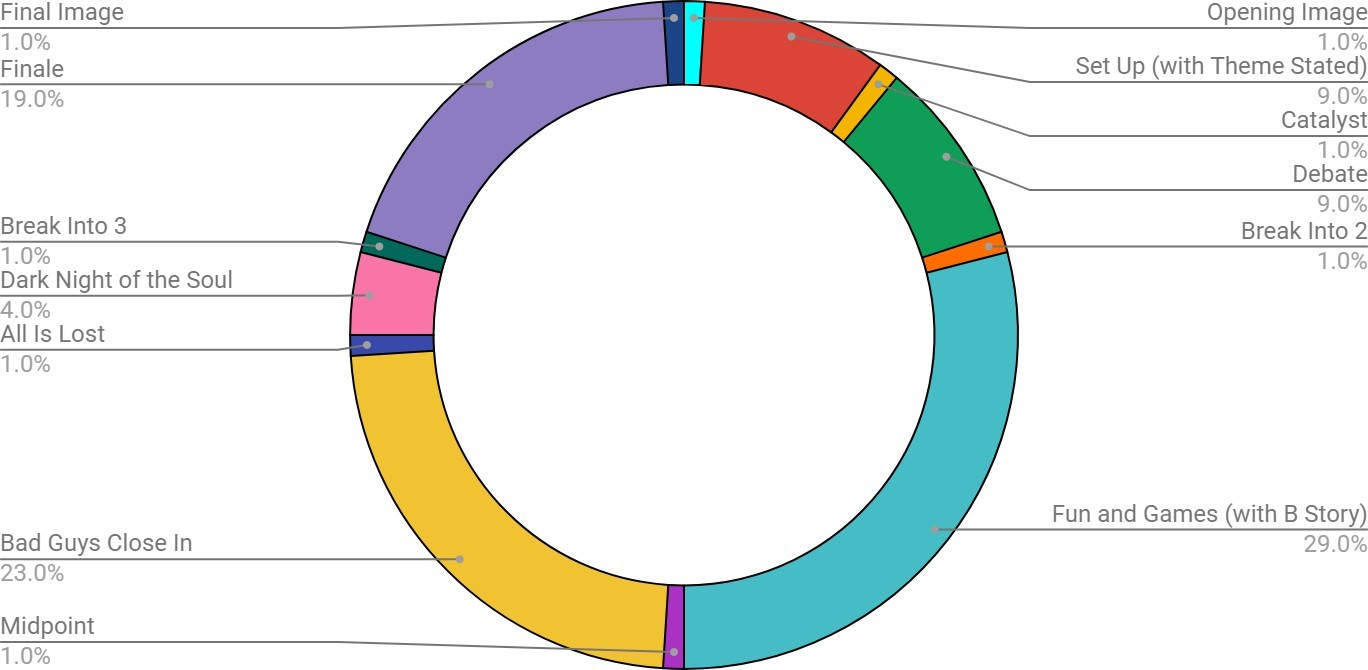 Final Image
1.0%
Finale
19.0%
Break Into 3
1.0%
Dark Night of the Soul
4.0%
All Is Lost
1.0%
Bad Guys Close In
23.0%
Midpoint
1.0%
Opening Image
1.0%
Set Up (with Theme Stated)
9.0%
Catalyst
1.0%
Debate
9.0%
Break Into 2
1.0%
Fun and Games (with B Story)
29.0%